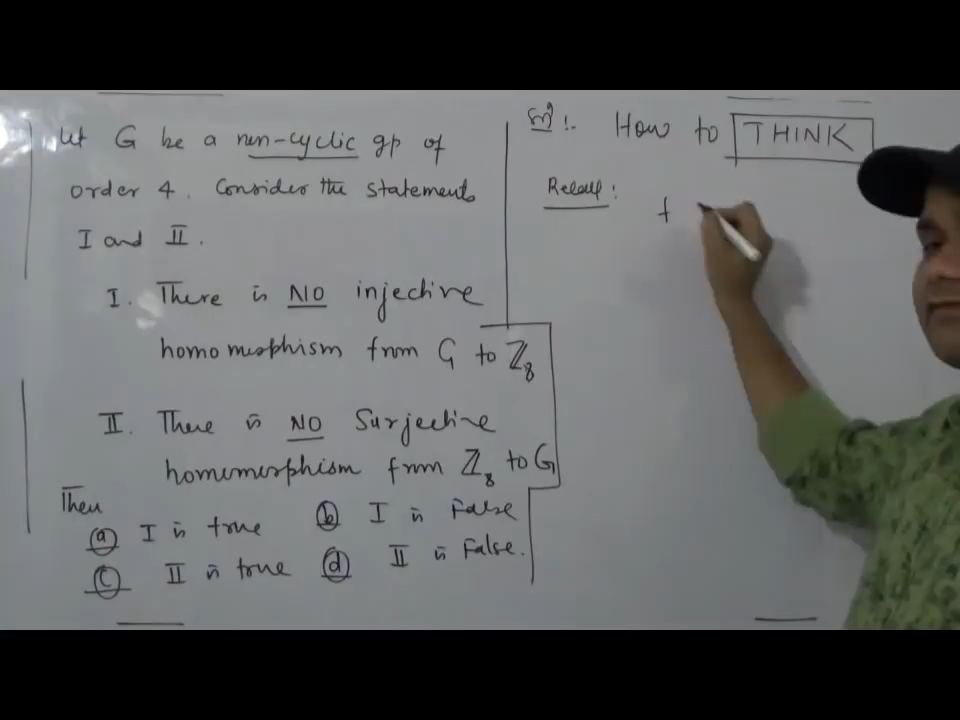 Let G be a non-cyclic gp of
order 4. Consider the statements
I and II.
I. There is NO injective
homomorphism from G to ℤ₈
II. There is NO Surjective
homomorphism from ℤ₈ to G
Then
(a) I is true (b) I is False
(c) II is true (d) II is False.
Sol :- How to THINK
Recall :
f